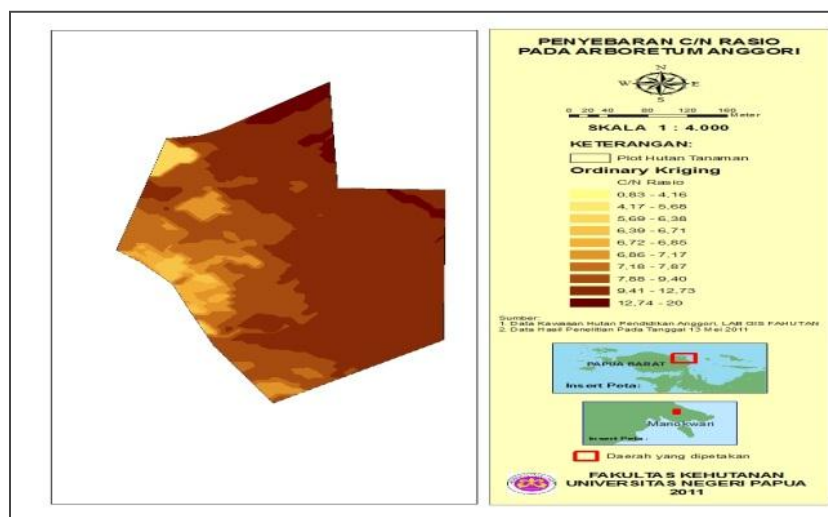 PENYEBARAN C/N RASIO
PADA ARBORETUM ANGGORI
N
W E
S
0 20 40 80 120 160
Meter
SKALA 1 : 4.000
KETERANGAN:
Plot Hutan Tanaman
Ordinary Kriging
C/N Rasio
0,83 - 4,16
4,17 - 5,68
5,69 - 6,38
6,39 - 6,71
6,72 - 6,85
6,86 - 7,17
7,18 - 7,87
7,88 - 9,40
9,41 - 12,73
12,74 - 20
Sumber:
1. Data Kawasan Hutan Pendidikan Anggori, LAB GIS FAHUTAN
2. Data Hasil Penelitian Pada Tanggal 13 Mei 2011
PAPUA BARAT
Insert Peta:
Manokwari
Insert Peta :
Daerah yang dipetakan
FAKULTAS KEHUTANAN
UNIVERSITAS NEGERI PAPUA
2011